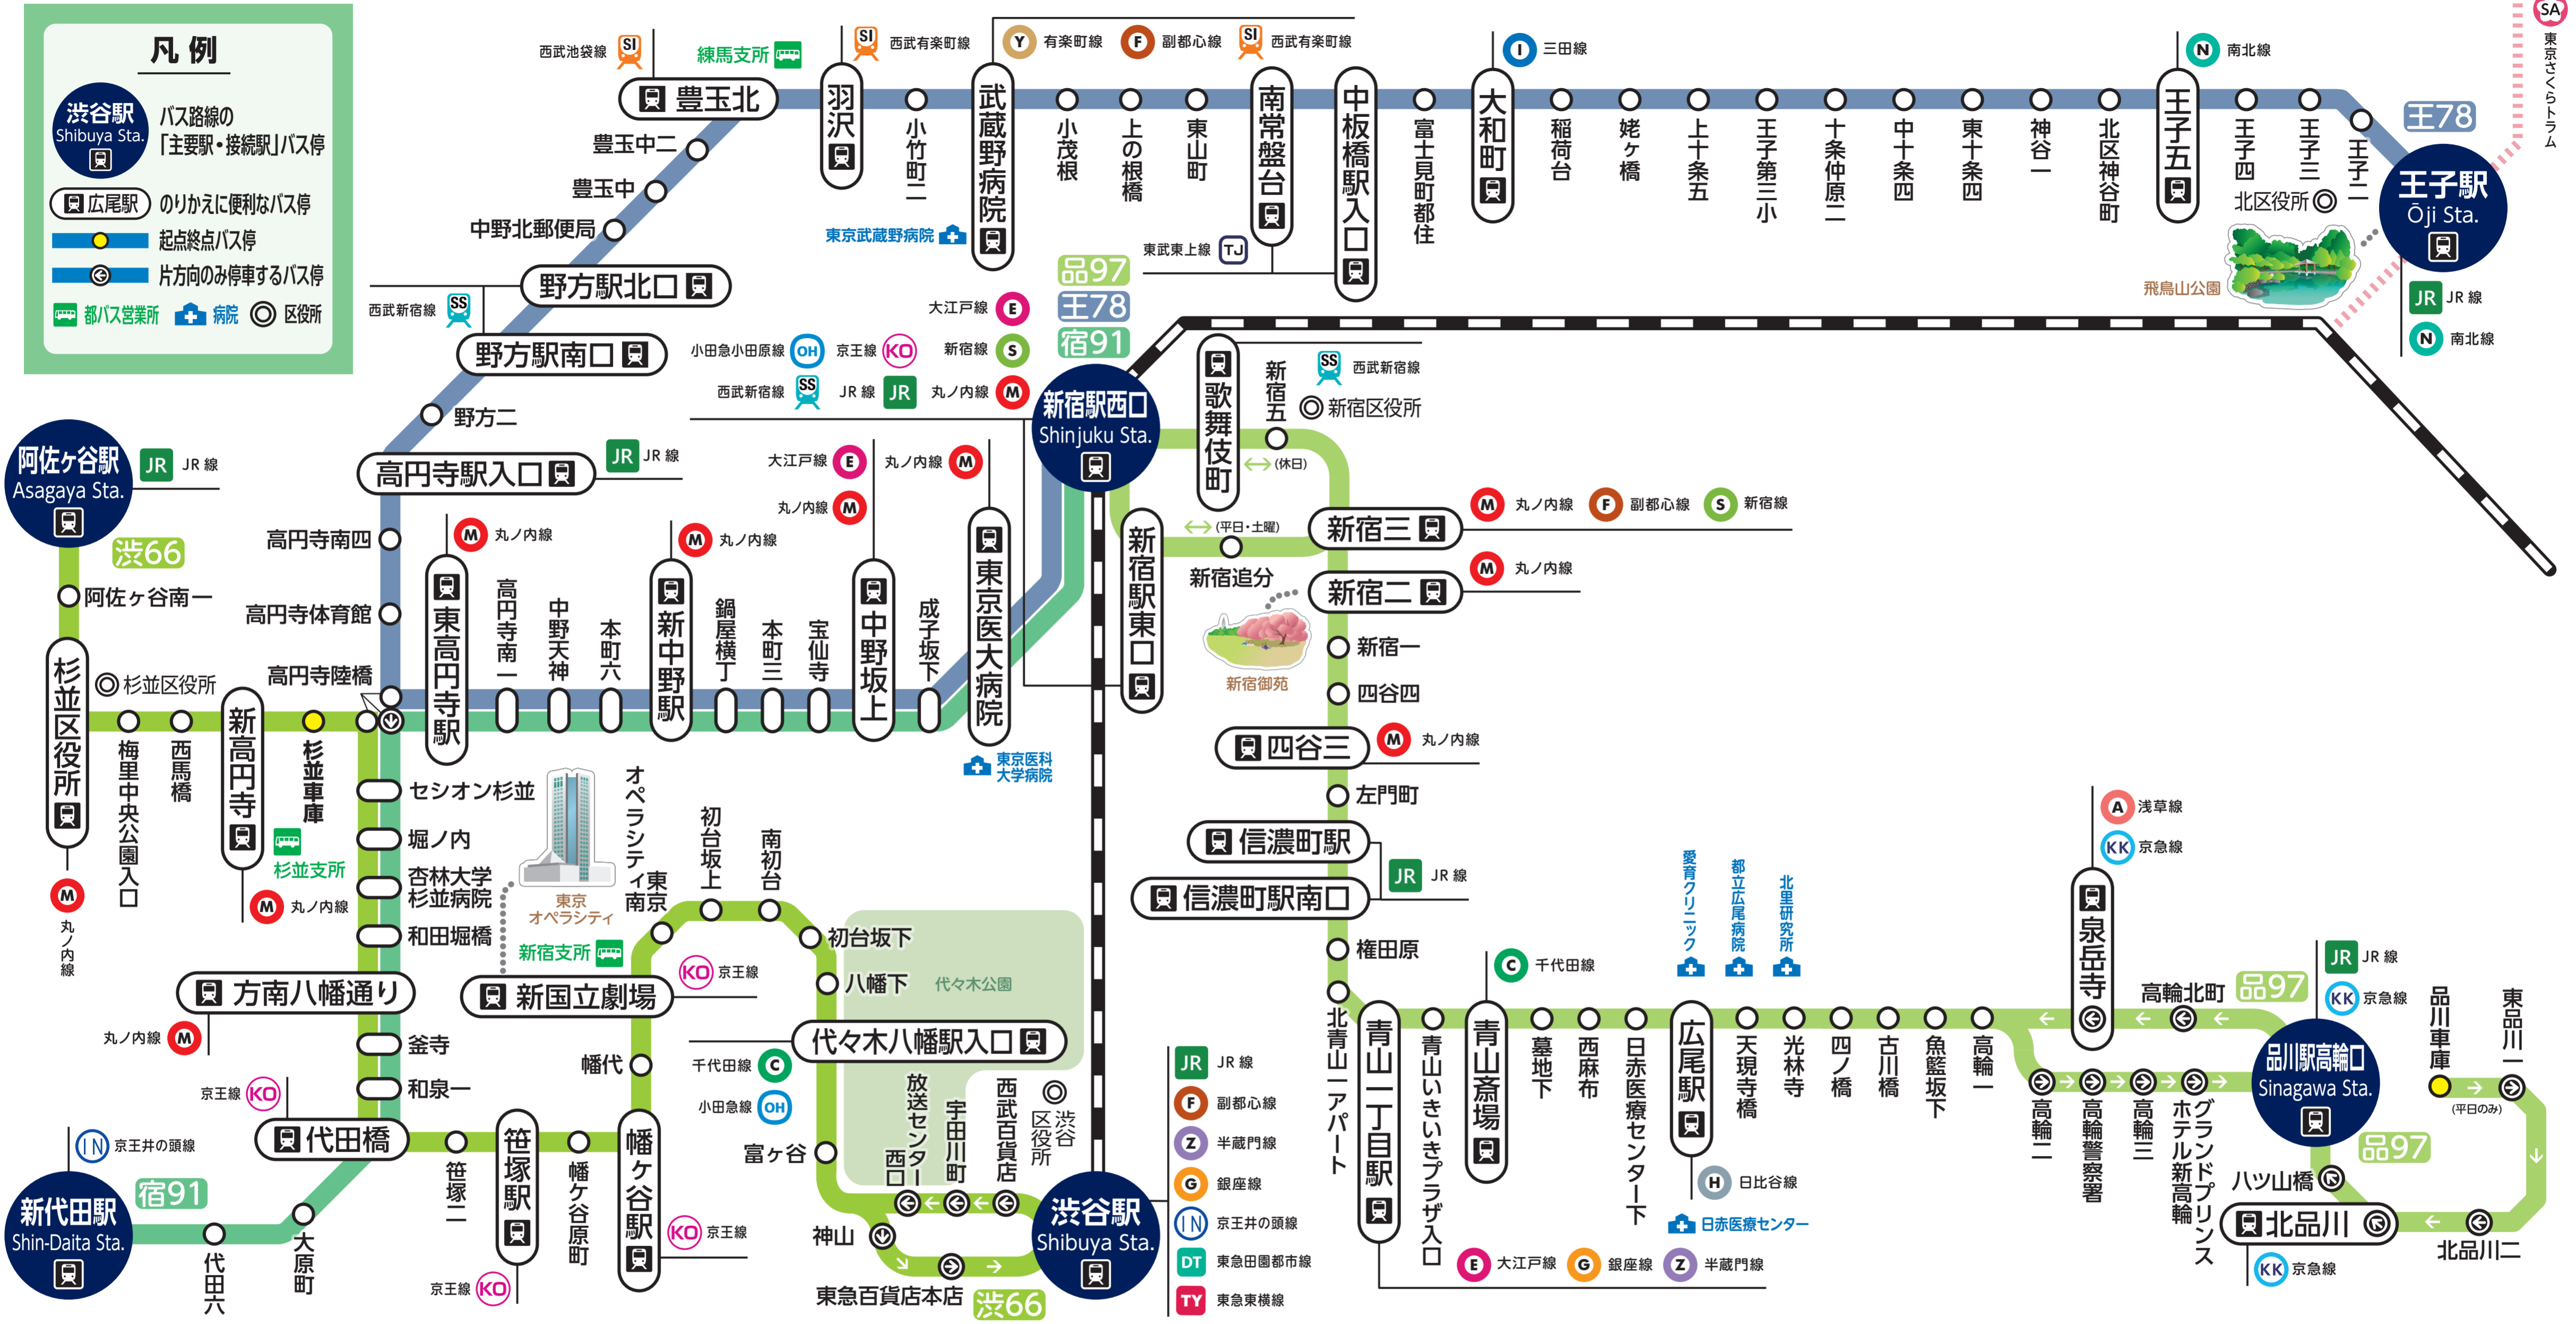 凡例
渋谷駅
Shibuya Sta.
バス路線の
「主要駅・接続駅」バス停
広尾駅
のりかえに便利なバス停
起点終点バス停
片方向のみ停車するバス停
都バス営業所
病院
区役所
西武池袋線
SI
練馬支所
豊玉北
豊玉中二
豊玉中
中野北郵便局
野方駅北口
西武新宿線
SS
野方駅南口
野方二
高円寺駅入口
JR
JR 線
高円寺南四
高円寺体育館
高円寺陸橋
SI
西武有楽町線
羽沢
小竹町二
武蔵野病院
東京武蔵野病院
Y
有楽町線
F
副都心線
SI
西武有楽町線
小茂根
上の根橋
東山町
南常盤台
東武東上線
TJ
中板橋駅入口
富士見町都住
I
三田線
大和町
稲荷台
姥ヶ橋
上十条五
王子第三小
十条仲原二
中十条四
東十条四
神谷一
北区神谷町
N
南北線
王子五
王子四
王子三
王子二
王78
王子駅
Ōji Sta.
北区役所
飛鳥山公園
JR
JR 線
N
南北線
SA
東京さくらトラム
品97
王78
宿91
大江戸線
E
小田急小田原線
OH
京王線
KO
新宿線
S
西武新宿線
SS
JR 線
JR
丸ノ内線
M
新宿駅西口
Shinjuku Sta.
歌舞伎町
SS
西武新宿線
新宿五
新宿区役所
(休日)
(平日・土曜)
新宿駅東口
新宿追分
新宿三
M
丸ノ内線
F
副都心線
S
新宿線
新宿二
M
丸ノ内線
新宿御苑
新宿一
四谷四
四谷三
M
丸ノ内線
左門町
信濃町駅
信濃町駅南口
JR
JR 線
権田原
北青山一アパート
青山一丁目駅
E
大江戸線
G
銀座線
Z
半蔵門線
青山いきいきプラザ入口
C
千代田線
青山斎場
墓地下
西麻布
日赤医療センター下
愛育クリニック
都立広尾病院
北里研究所
広尾駅
H
日比谷線
日赤医療センター
天現寺橋
光林寺
四ノ橋
古川橋
魚籃坂下
高輪一
A
浅草線
KK
京急線
泉岳寺
高輪北町
品97
高輪二
高輪警察署
高輪三
グランドプリンス
ホテル新高輪
JR
JR 線
KK
京急線
品川駅高輪口
Sinagawa Sta.
品川車庫
(平日のみ)
東品川一
品97
八ツ山橋
北品川
KK
京急線
北品川二
阿佐ヶ谷駅
Asagaya Sta.
JR
JR 線
渋66
阿佐ヶ谷南一
杉並区役所
M
丸ノ内線
杉並区役所
梅里中央公園入口
西馬橋
新高円寺
M
丸ノ内線
杉並車庫
杉並支所
M
丸ノ内線
東高円寺駅
高円寺南一
中野天神
本町六
M
丸ノ内線
新中野駅
鍋屋横丁
本町三
宝仙寺
大江戸線
E
丸ノ内線
M
中野坂上
成子坂下
丸ノ内線
M
東京医大病院
東京医科
大学病院
セシオン杉並
堀ノ内
杏林大学
杉並病院
和田堀橋
方南八幡通り
丸ノ内線
M
釜寺
和泉一
京王線
KO
代田橋
IN
京王井の頭線
新代田駅
Shin-Daita Sta.
宿91
代田六
大原町
笹塚二
笹塚駅
京王線
KO
幡ケ谷原町
幡ヶ谷駅
KO
京王線
幡代
新国立劇場
KO
京王線
新宿支所
東京
オペラシティ
東京
オペラシティ南
初台坂上
南初台
初台坂下
八幡下
代々木公園
代々木八幡駅入口
千代田線
C
小田急線
OH
富ヶ谷
放送センター
西口
宇田川町
西武百貨店
渋谷
区役所
神山
東急百貨店本店
渋66
渋谷駅
Shibuya Sta.
JR
JR 線
F
副都心線
Z
半蔵門線
G
銀座線
IN
京王井の頭線
DT
東急田園都市線
TY
東急東横線